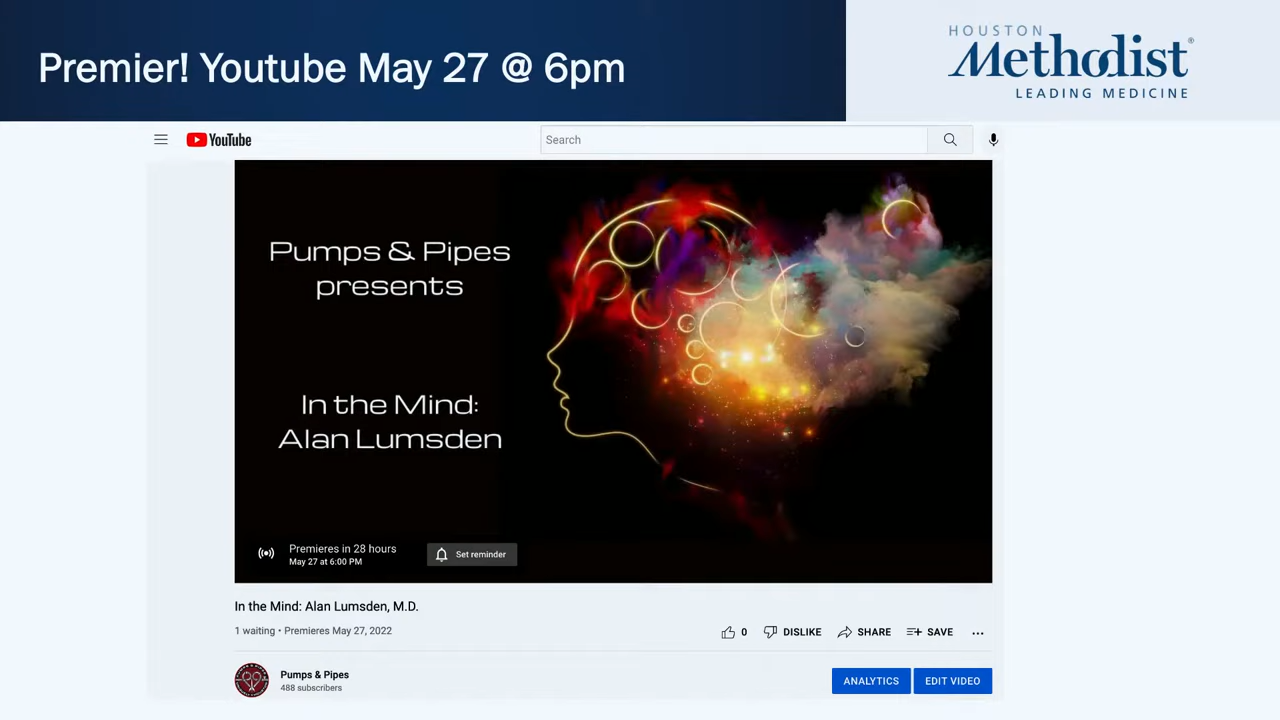 Premier! Youtube May 27 @ 6pm
HOUSTON
Methodist®
LEADING MEDICINE
YouTube
Search
Pumps & Pipes
presents
In the Mind:
Alan Lumsden
Premieres in 28 hours
May 27 at 6:00 PM
Set reminder
In the Mind: Alan Lumsden, M.D.
1 waiting • Premieres May 27, 2022
0 DISLIKE SHARE SAVE
Pumps & Pipes
488 subscribers
ANALYTICS EDIT VIDEO